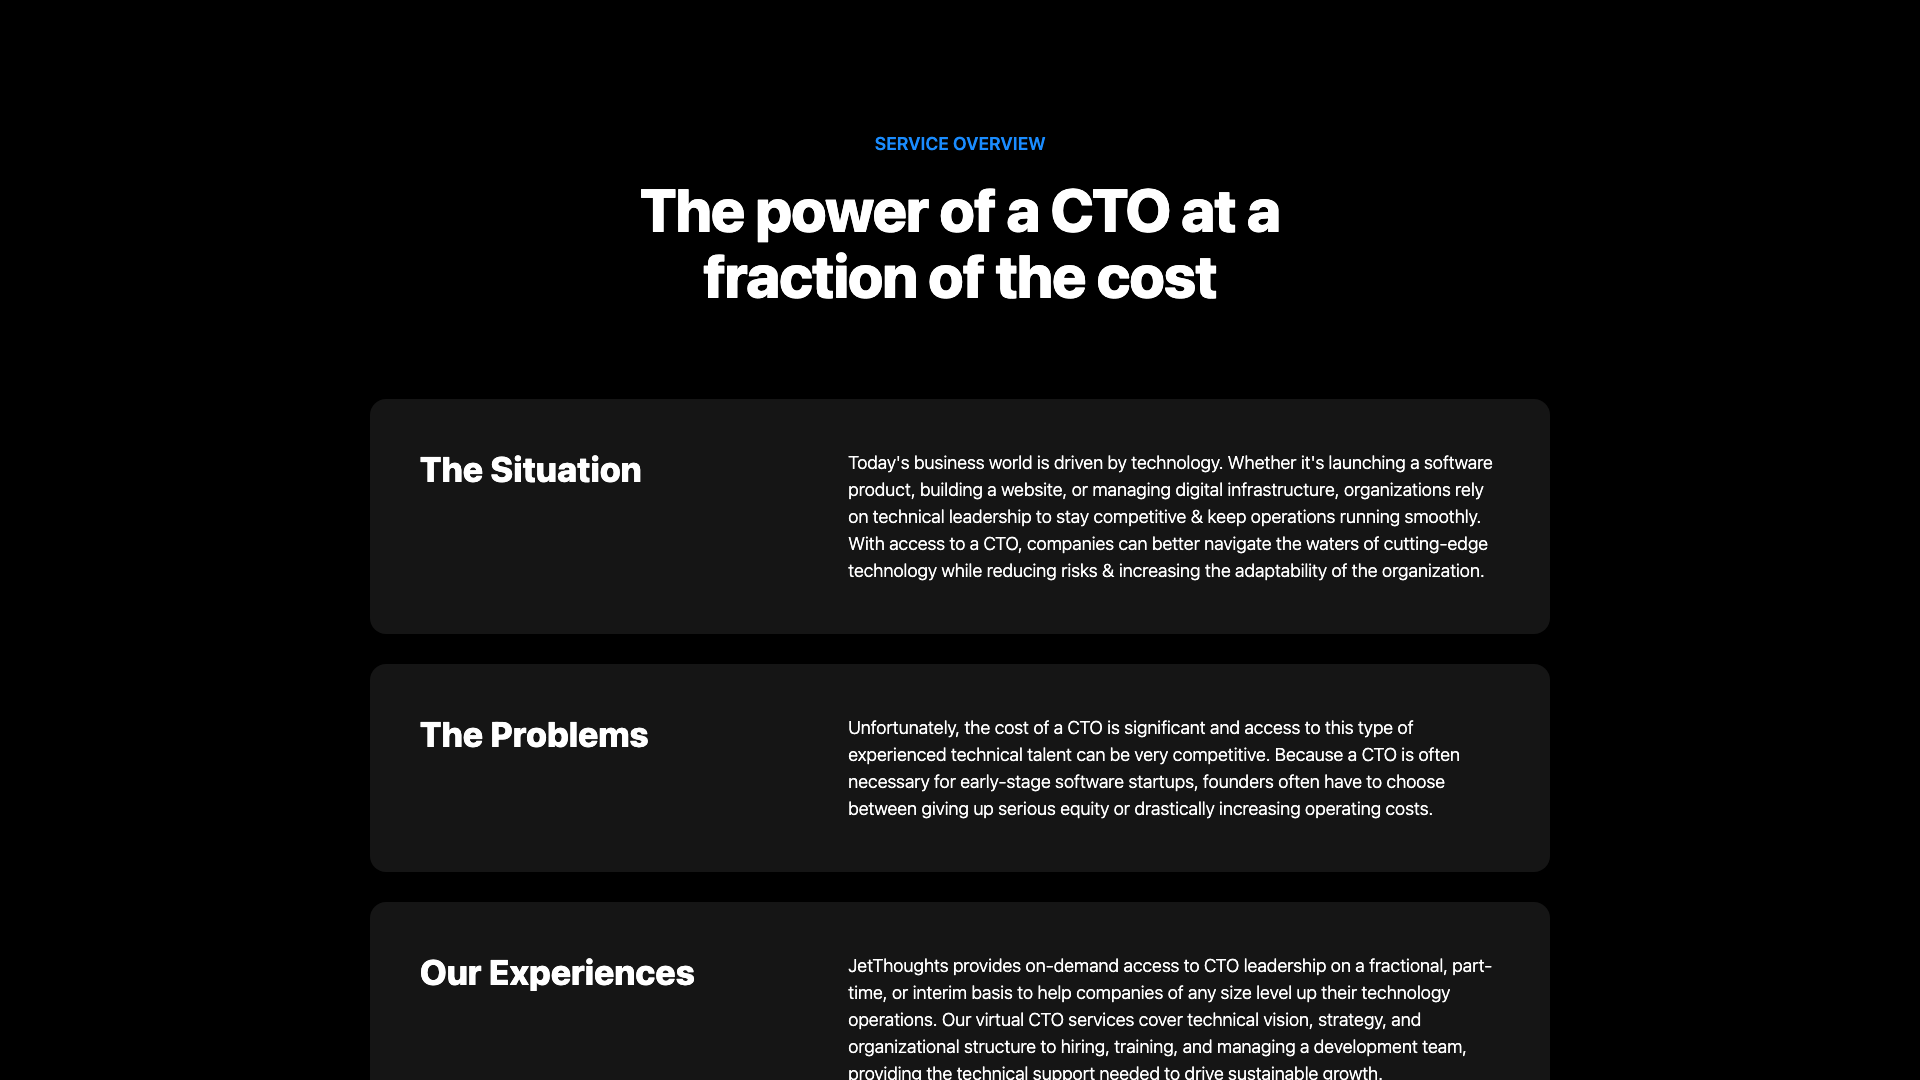 SERVICE OVERVIEW
The power of a CTO at a
fraction of the cost
The Situation
Today's business world is driven by technology. Whether it's launching a software
product, building a website, or managing digital infrastructure, organizations rely
on technical leadership to stay competitive & keep operations running smoothly.
With access to a CTO, companies can better navigate the waters of cutting-edge
technology while reducing risks & increasing the adaptability of the organization.
The Problems
Unfortunately, the cost of a CTO is significant and access to this type of
experienced technical talent can be very competitive. Because a CTO is often
necessary for early-stage software startups, founders often have to choose
between giving up serious equity or drastically increasing operating costs.
Our Experiences
JetThoughts provides on-demand access to CTO leadership on a fractional, part-
time, or interim basis to help companies of any size level up their technology
operations. Our virtual CTO services cover technical vision, strategy, and
organizational structure to hiring, training, and managing a development team,
providing the technical support needed to drive sustainable growth.